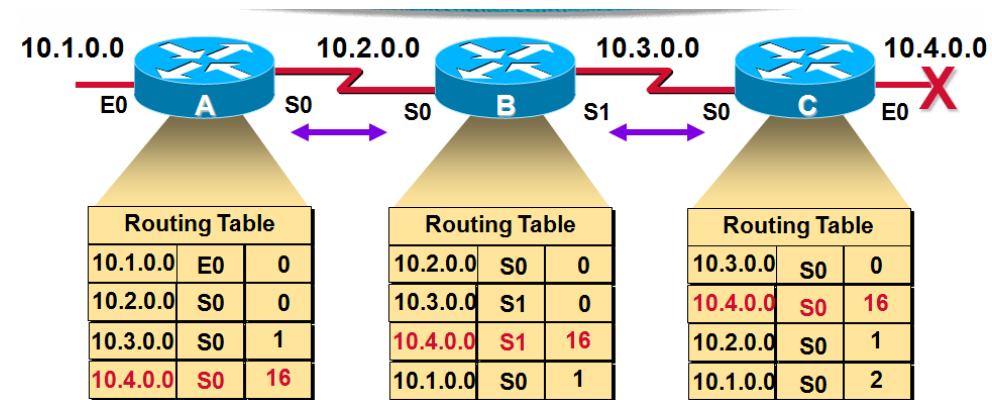 10.1.0.0 10.2.0.0 10.3.0.0 10.4.0.0
E0 A S0 S0 B S1 S0 C E0 X
Routing Table
10.1.0.0 E0 0
10.2.0.0 S0 0
10.3.0.0 S0 1
10.4.0.0 S0 16
Routing Table
10.2.0.0 S0 0
10.3.0.0 S1 0
10.4.0.0 S1 16
10.1.0.0 S0 1
Routing Table
10.3.0.0 S0 0
10.4.0.0 S0 16
10.2.0.0 S0 1
10.1.0.0 S0 2